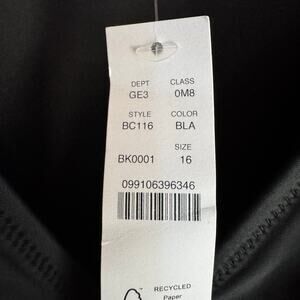 DEPT CLASS
GE3 0M8
STYLE COLOR
BC116 BLA
SIZE
BK0001 16
099106396346
RECYCLED
Paper